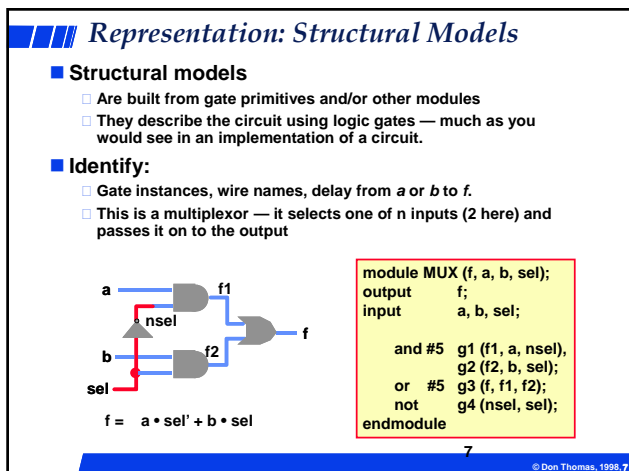 Representation: Structural Models
Structural models
Are built from gate primitives and/or other modules
They describe the circuit using logic gates — much as you
would see in an implementation of a circuit.
Identify:
Gate instances, wire names, delay from a or b to f.
This is a multiplexor — it selects one of n inputs (2 here) and
passes it on to the output
a
f1
nsel
f
b
f2
sel
f = a • sel’ + b • sel
module MUX (f, a, b, sel);
output f;
input a, b, sel;
and #5 g1 (f1, a, nsel),
g2 (f2, b, sel);
or #5 g3 (f, f1, f2);
not g4 (nsel, sel);
endmodule
7
© Don Thomas, 1998, 7